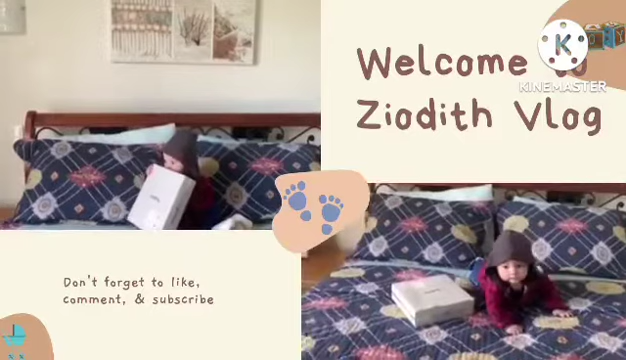 Welcome to
Ziodith Vlog
K
KINEMASTER
Don't forget to like,
comment, & subscribe